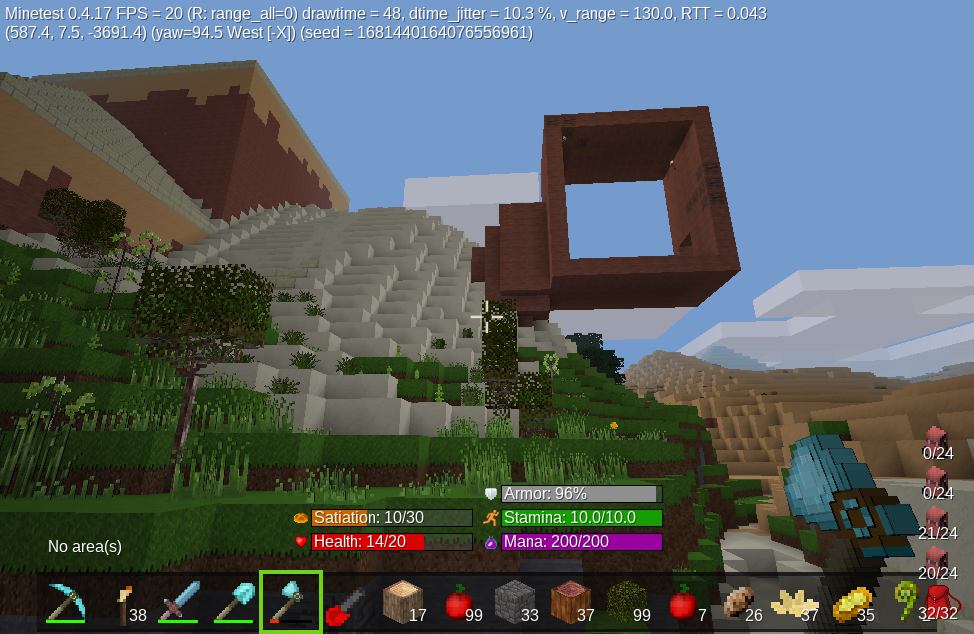 Minetest 0.4.17 FPS = 20 (R: range_all=0) drawtime = 48, dtime_jitter = 10.3 %, v_range = 130.0, RTT = 0.043
(587.4, 7.5, -3691.4) (yaw=94.5 West [-X]) (seed = 1681440164076556961)
0/24
0/24
Armor: 96%
Satiation: 10/30
Stamina: 10.0/10.0
21/24
Health: 14/20
Mana: 200/200
No area(s)
20/24
38
17
99
33
37
99
7
26
37
35
32/32